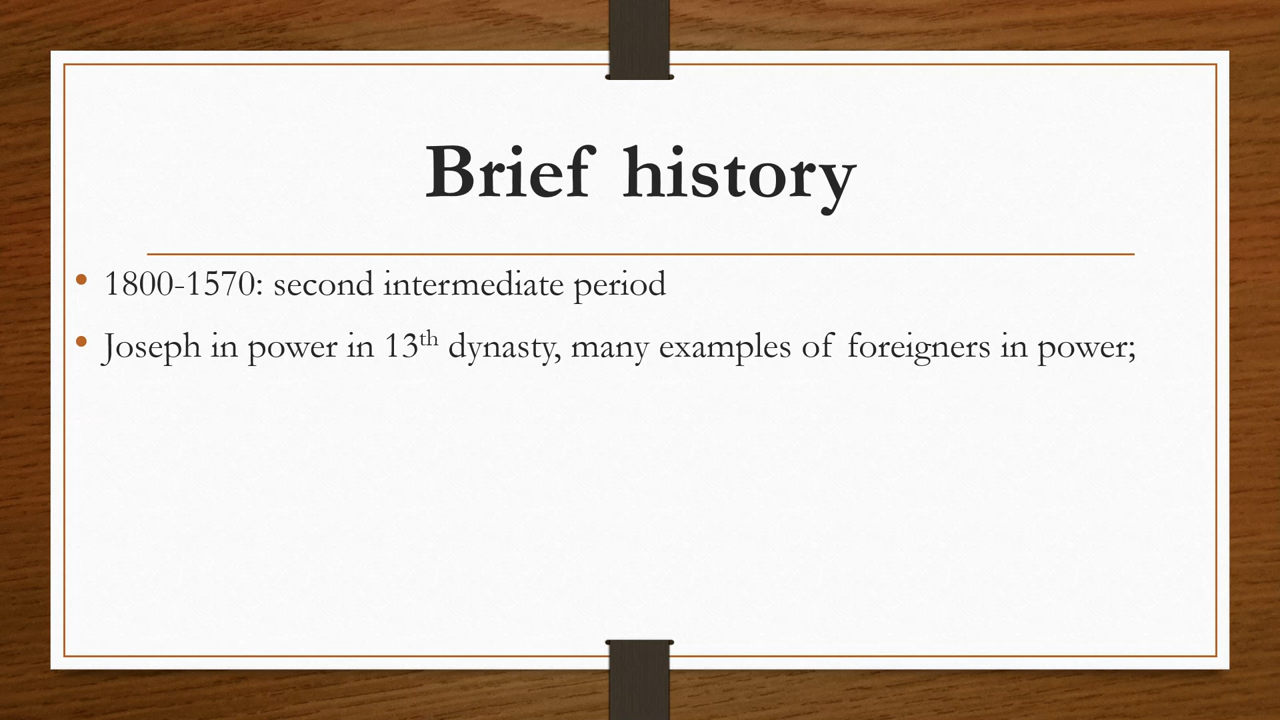 Brief history
• 1800-1570: second intermediate period
• Joseph in power in 13th dynasty, many examples of foreigners in power;